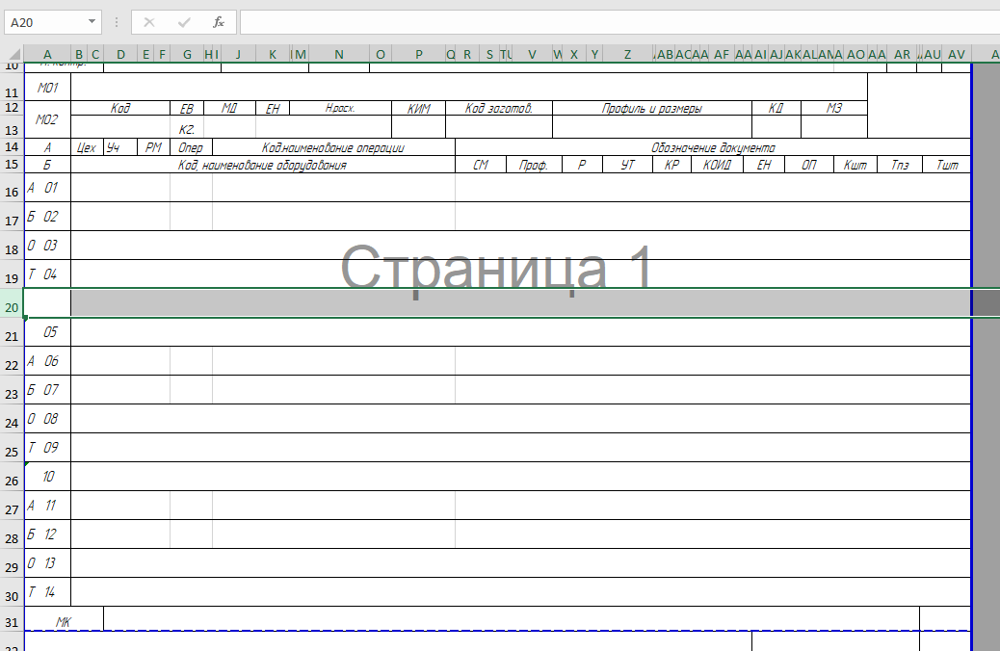 A20
fx
A B C D E F G H I J K I M N O P Q R S T U V W X Y Z AB AC AA AF AA AI AJ AK AL AM A AO A A AR AU AV A
10 Н. контр.
11 М01
12 Код ЕВ МД ЕН Н.расх. КИМ Код заготов. Профиль и размеры КД МЗ
М02
13 К2.
14 А Цех Уч РМ Опер Код,наименование операции Обозначение документа
15 Б Код, наименование оборудования СМ Проф. Р УТ КР КОИД ЕН ОП Кшт Тпз Тшт
16 А 01
17 Б 02
18 О 03
Страница 1
19 Т 04
20
21 05
22 А 06
23 Б 07
24 О 08
25 Т 09
26 10
27 А 11
28 Б 12
29 О 13
30 Т 14
31 МК
32